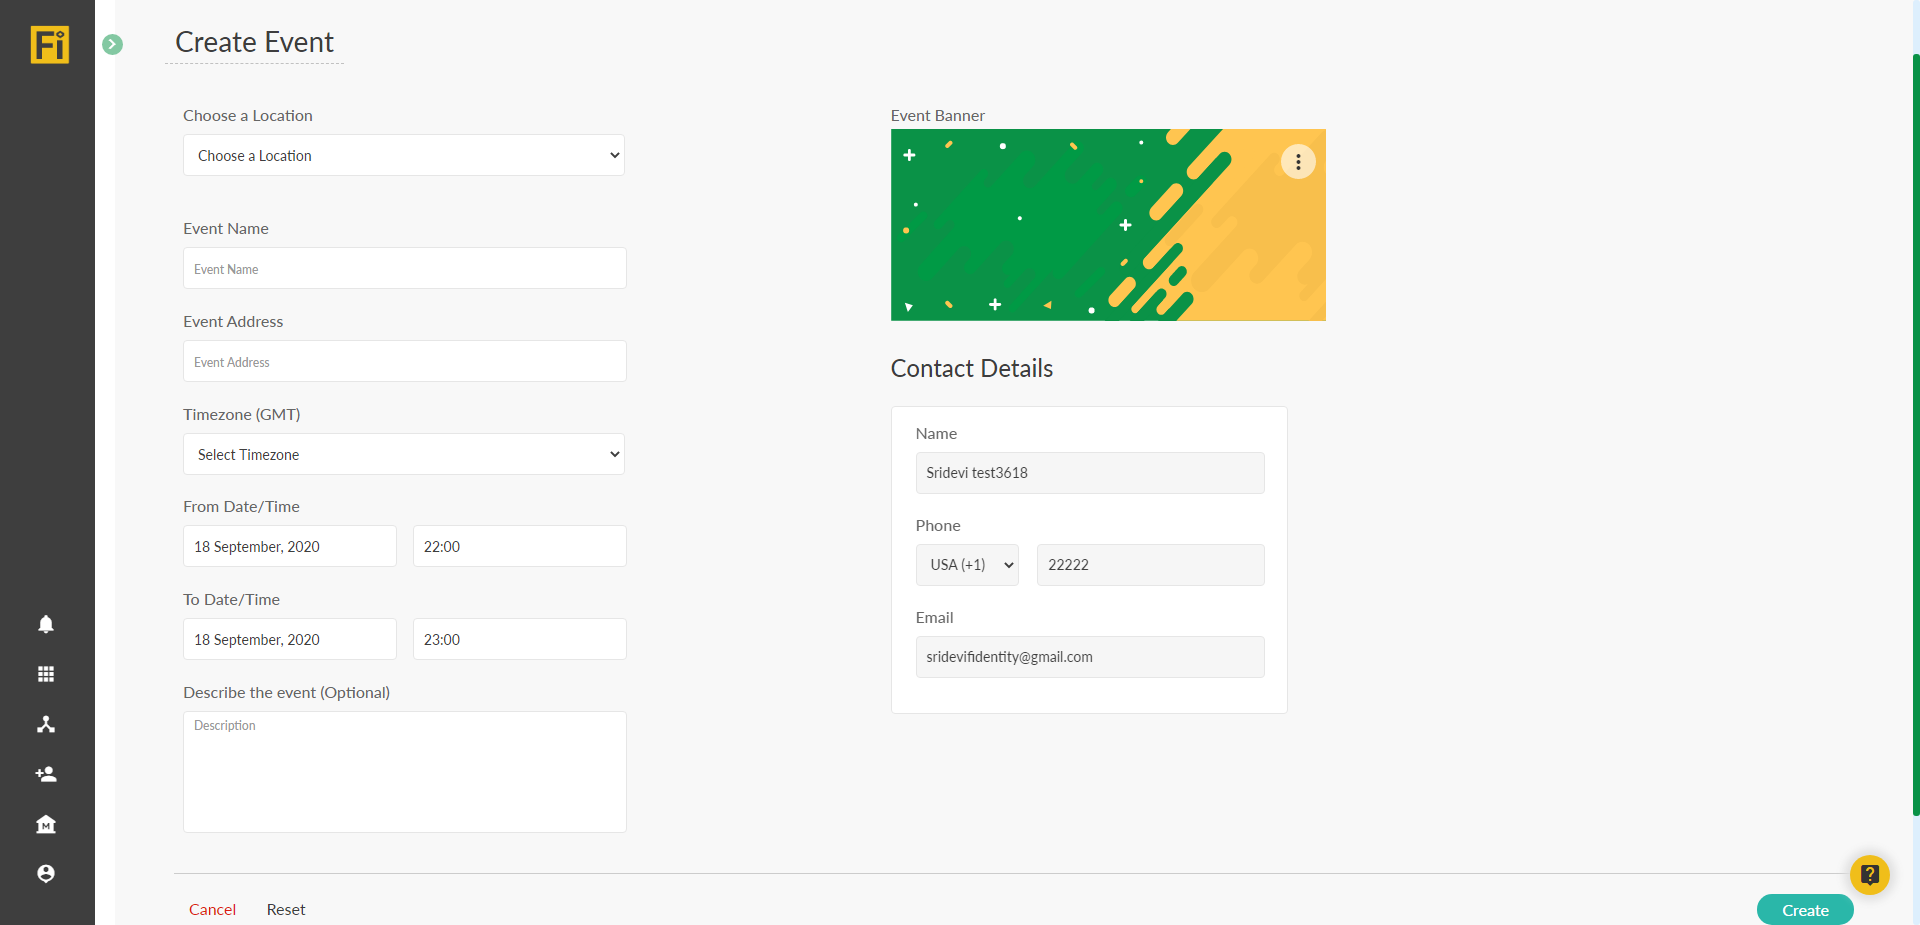 Fi
Create Event
Choose a Location
Choose a Location
Event Name
Event Name
Event Address
Event Address
Timezone (GMT)
Select Timezone
From Date/Time
18 September, 2020 22:00
To Date/Time
18 September, 2020 23:00
Describe the event (Optional)
Description
Event Banner
Contact Details
Name
Sridevi test3618
Phone
USA (+1) 22222
Email
sridevifidentity@gmail.com
M
?
Cancel Reset Create